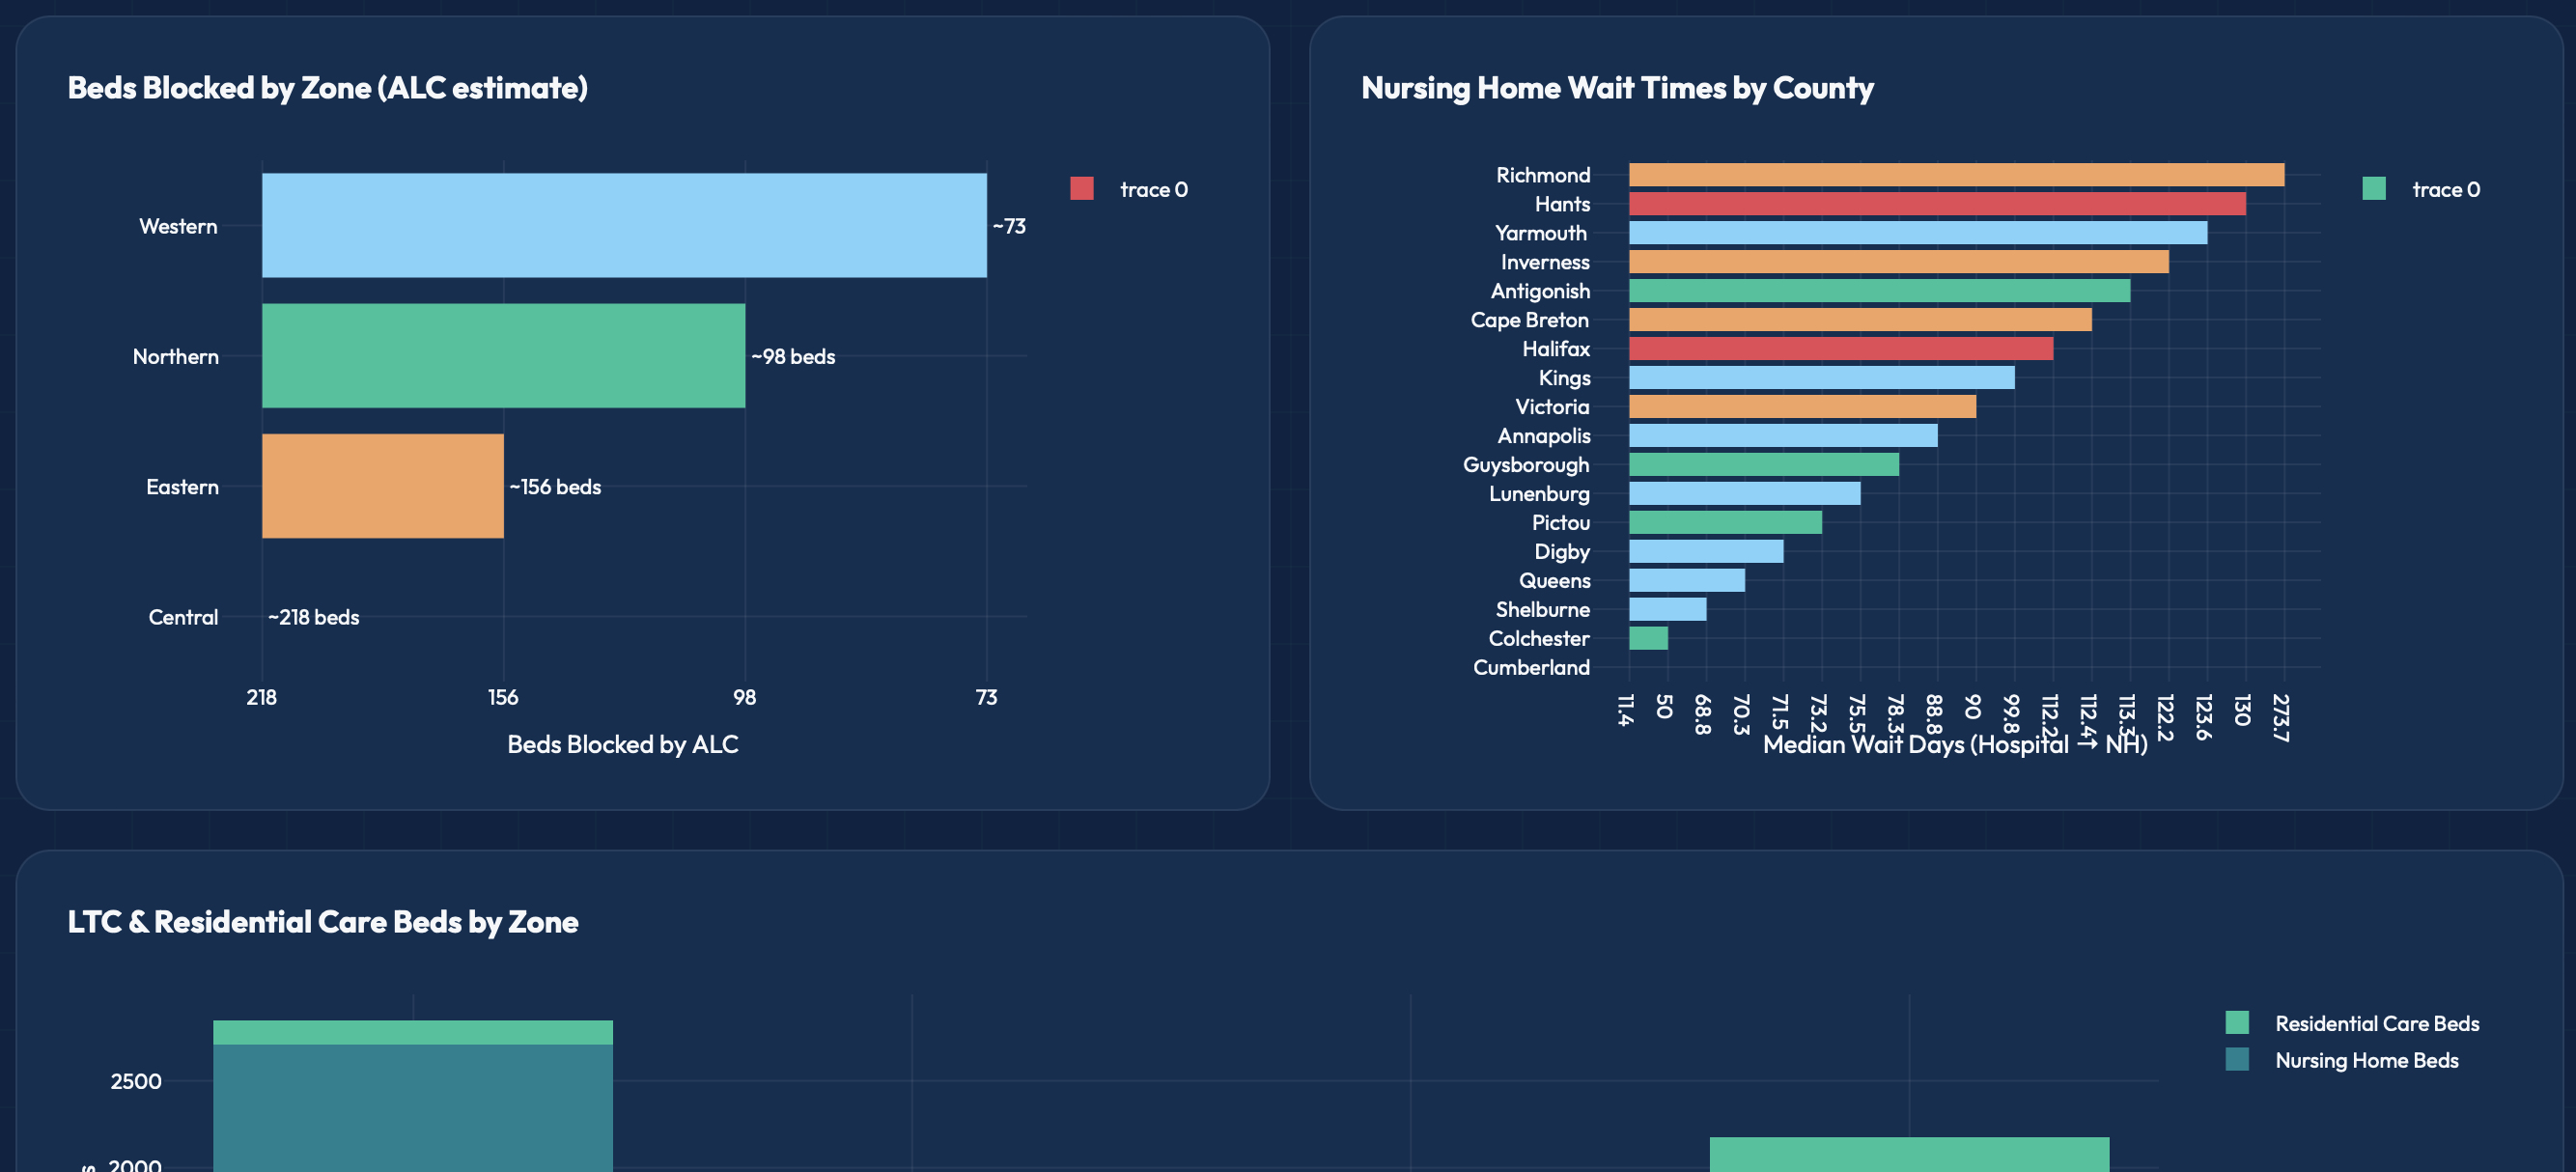 Beds Blocked by Zone (ALC estimate)
trace 0
Western
~73
Northern
~98 beds
Eastern
~156 beds
Central
~218 beds
218
156
98
73
Beds Blocked by ALC
Nursing Home Wait Times by County
trace 0
Richmond
Hants
Yarmouth
Inverness
Antigonish
Cape Breton
Halifax
Kings
Victoria
Annapolis
Guysborough
Lunenburg
Pictou
Digby
Queens
Shelburne
Colchester
Cumberland
11.4
50
68.8
70.3
71.5
73.2
75.5
78.3
88.8
90
99.8
112.2
112.4
113.3
122.2
123.6
130
273.7
Median Wait Days (Hospital → NH)
LTC & Residential Care Beds by Zone
Residential Care Beds
Nursing Home Beds
2500
2000